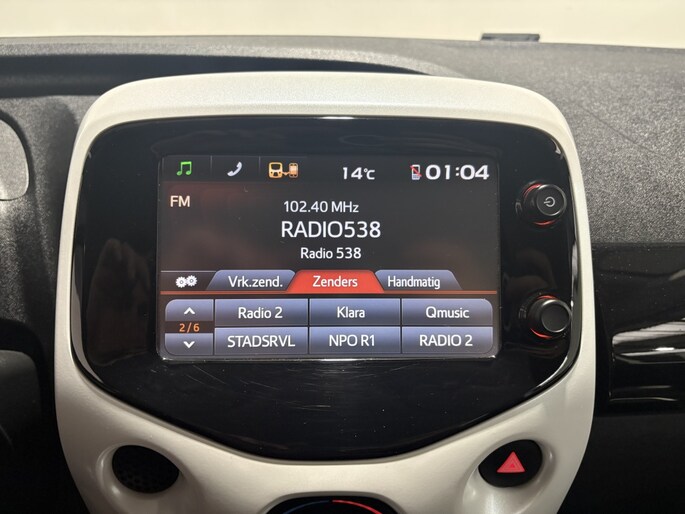 14°C 01:04
FM
102.40 MHz
RADIO538
Radio 538
Vrk.zend. Zenders Handmatig
Radio 2 Klara Qmusic
2/6
STADSRVL NPO R1 RADIO 2